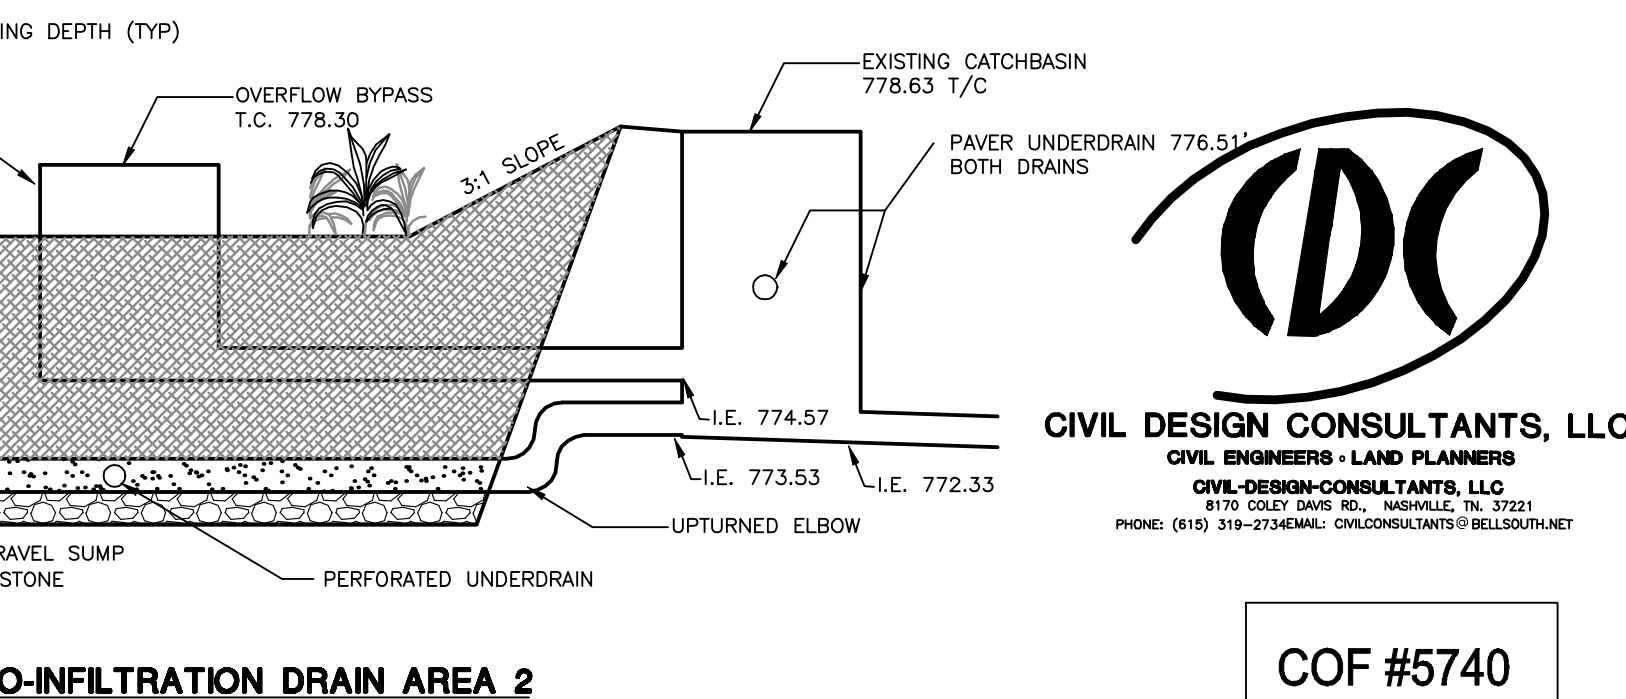 ING DEPTH (TYP)
OVERFLOW BYPASS
T.C. 778.30
3:1 SLOPE
EXISTING CATCHBASIN
778.63 T/C
PAVER UNDERDRAIN 776.51'
BOTH DRAINS
I.E. 774.57
I.E. 773.53
I.E. 772.33
UPTURNED ELBOW
RAVEL SUMP
STONE
PERFORATED UNDERDRAIN
O-INFILTRATION DRAIN AREA 2
CDC
CIVIL DESIGN CONSULTANTS, LLC
CIVIL ENGINEERS ∘ LAND PLANNERS
CIVIL-DESIGN-CONSULTANTS, LLC
8170 COLEY DAVIS RD., NASHVILLE, TN. 37221
PHONE: (615) 319-2734EMAIL: CIVILCONSULTANTS@BELLSOUTH.NET
COF #5740